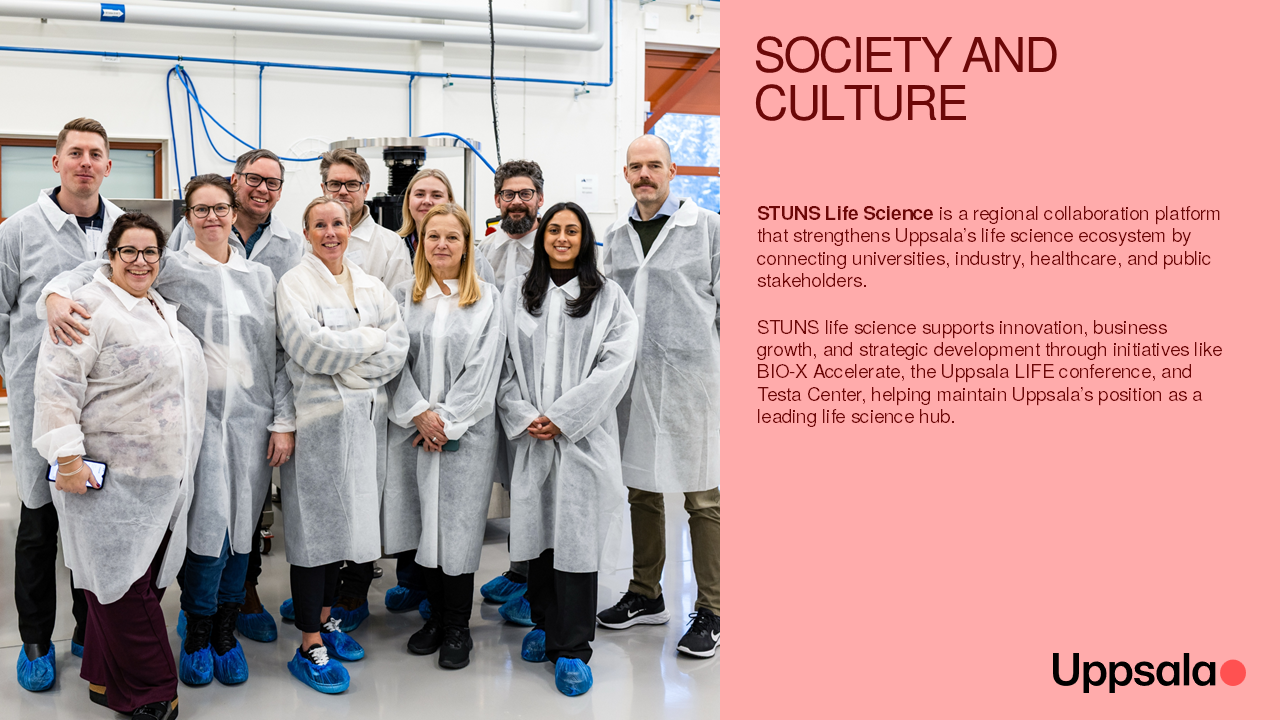 SOCIETY AND
CULTURE
STUNS Life Science is a regional collaboration platform
that strengthens Uppsala's life science ecosystem by
connecting universities, industry, healthcare, and public
stakeholders.
STUNS life science supports innovation, business
growth, and strategic development through initiatives like
BIO-X Accelerate, the Uppsala LIFE conference, and
Testa Center, helping maintain Uppsala's position as a
leading life science hub.
Uppsala